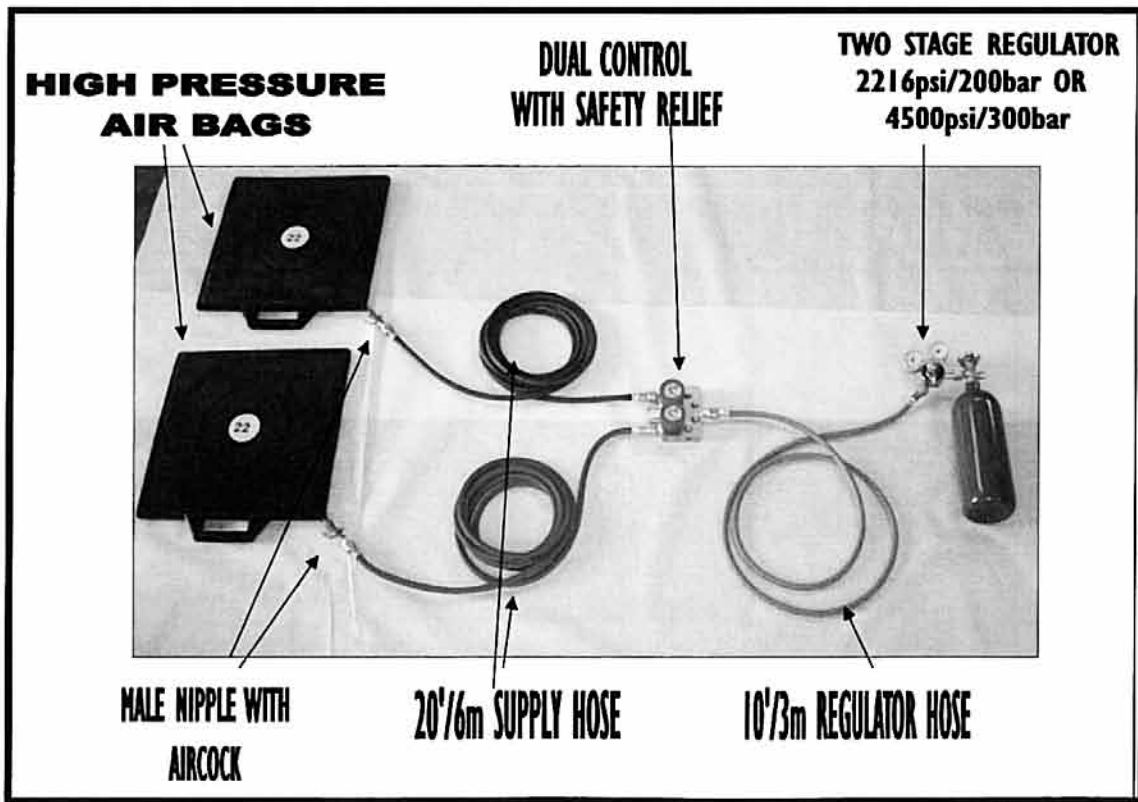 HIGH PRESSURE
AIR BAGS
DUAL CONTROL
WITH SAFETY RELIEF
TWO STAGE REGULATOR
2216psi/200bar OR
4500psi/300bar
22
22
MALE NIPPLE WITH
AIRCOCK
20'/6m SUPPLY HOSE
10'/3m REGULATOR HOSE